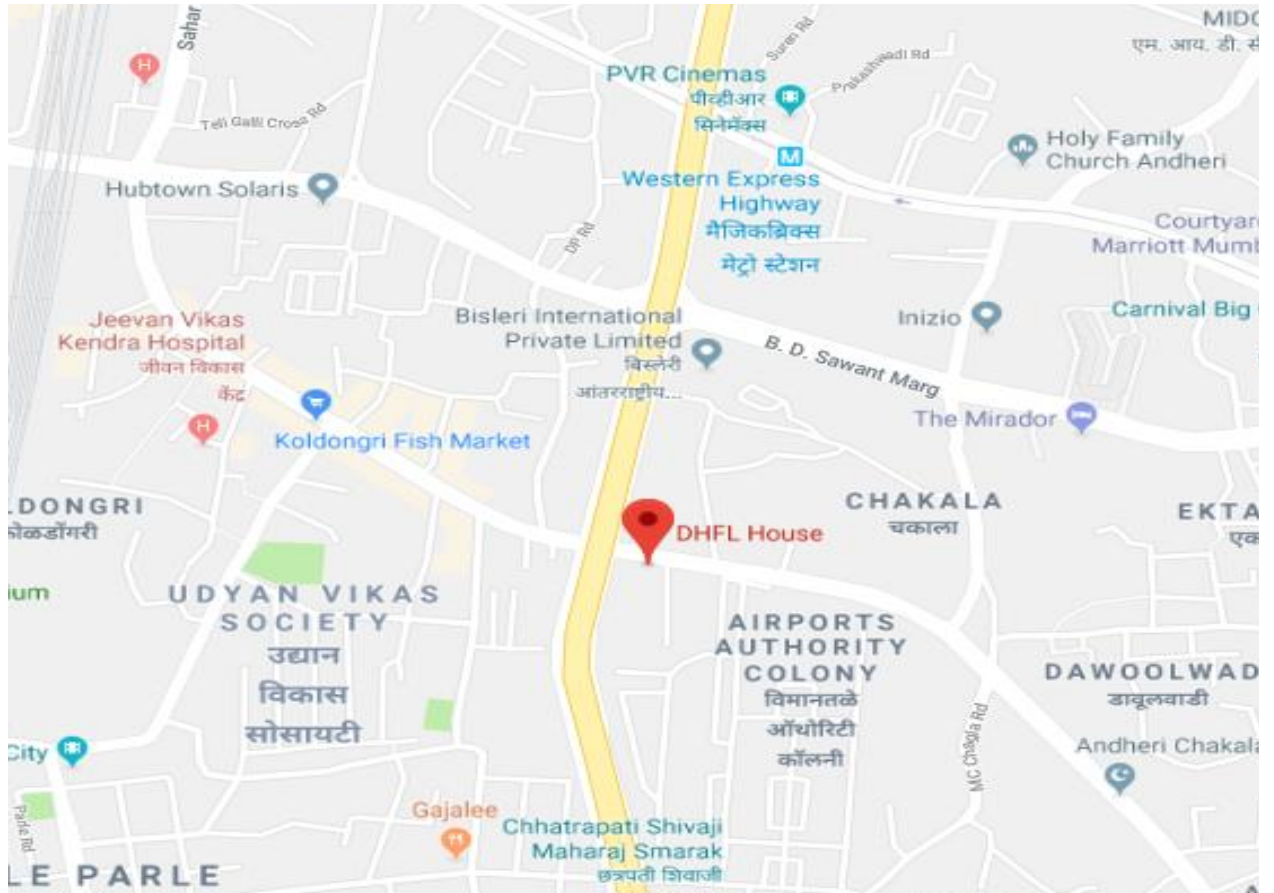 MIDC
एम. आय. डी. सी
Sahar
Suren Rd
Prakashwadi Rd
PVR Cinemas
पीव्हीआर
सिनेमॅक्स
Teli Galli Cross Rd
Holy Family
Church Andheri
Hubtown Solaris
Western Express
Highway
मॅजिकब्रिक्स
मेट्रो स्टेशन
DP Rd
Courtyar
Marriott Mumb
Jeevan Vikas
Kendra Hospital
जीवन विकास
केंद्र
Bisleri International
Private Limited
बिस्लेरी
आंतरराष्ट्रीय...
Inizio
Carnival Big
B. D. Sawant Marg
The Mirador
Koldongri Fish Market
LDONGRI
कोळडोंगरी
CHAKALA
चकाला
EKTA
एक
DHFL House
ium
UDYAN VIKAS
SOCIETY
उद्यान
विकास
सोसायटी
AIRPORTS
AUTHORITY
COLONY
विमानतळे
ऑथोरिटी
कॉलनी
DAWOOLWAD
डावूलवाडी
MC Chagla Rd
Andheri Chakala
City
Parle Rd
Gajalee
Chhatrapati Shivaji
Maharaj Smarak
छत्रपती शिवाजी
LE PARLE